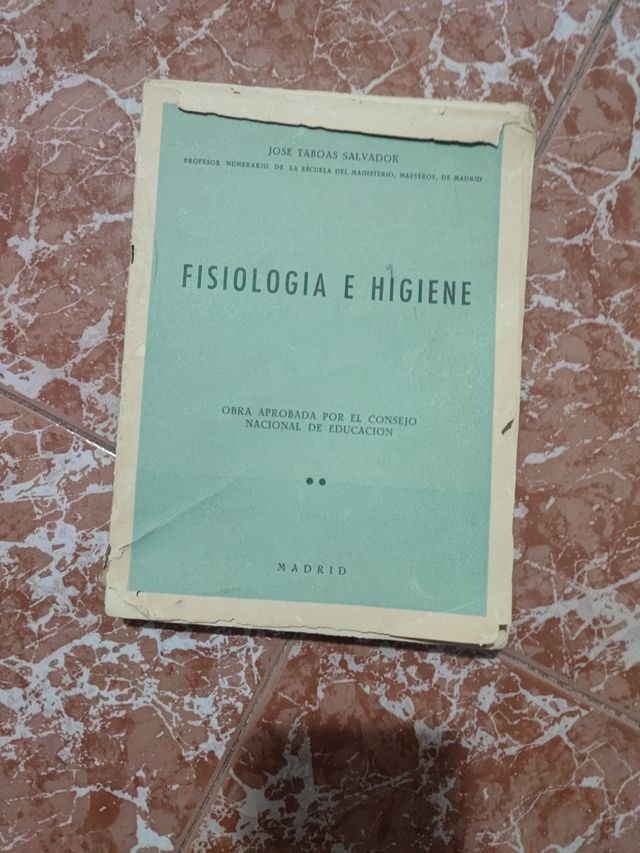 JOSE TABOAS SALVADOR
PROFESOR NUMERARIO DE LA ESCUELA DEL MAGISTERIO, MAESTROS, DE MADRID
FISIOLOGIA E HIGIENE
OBRA APROBADA POR EL CONSEJO
NACIONAL DE EDUCACION
MADRID